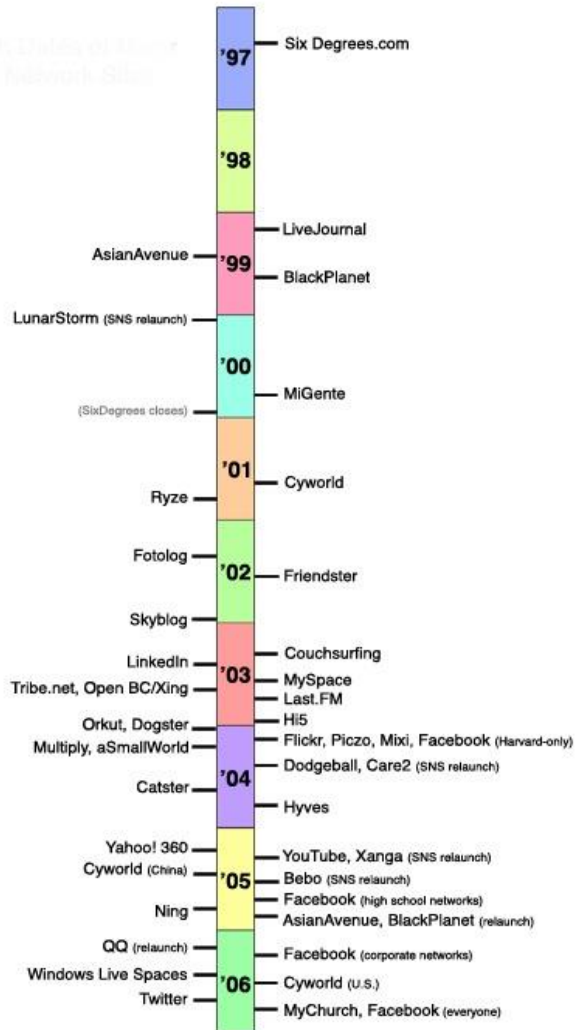 Dates of
Network Sites
'97
Six Degrees.com
'98
'99
LiveJournal
AsianAvenue
BlackPlanet
LunarStorm (SNS relaunch)
'00
MiGente
(SixDegrees closes)
'01
Cyworld
Ryze
Fotolog
'02
Friendster
Skyblog
'03
Couchsurfing
LinkedIn
MySpace
Tribe.net, Open BC/Xing
Last.FM
Hi5
Orkut, Dogster
Flickr, Piczo, Mixi, Facebook (Harvard-only)
Multiply, aSmallWorld
'04
Dodgeball, Care2 (SNS relaunch)
Catster
Hyves
Yahoo! 360
YouTube, Xanga (SNS relaunch)
Cyworld (China)
'05
Bebo (SNS relaunch)
Facebook (high school networks)
Ning
AsianAvenue, BlackPlanet (relaunch)
QQ (relaunch)
Facebook (corporate networks)
Windows Live Spaces
'06
Cyworld (U.S.)
Twitter
MyChurch, Facebook (everyone)